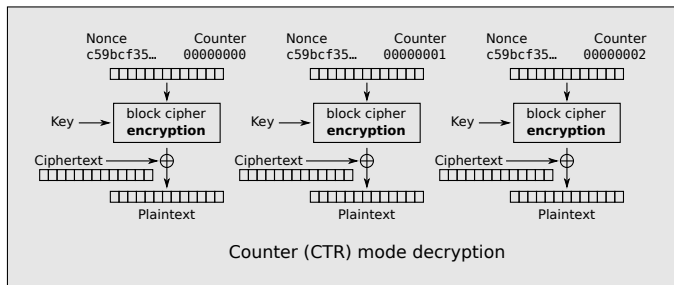 Nonce Counter Nonce Counter Nonce Counter
c59bcf35… 00000000 c59bcf35… 00000001 c59bcf35… 00000002
Key block cipher Key block cipher Key block cipher
encryption encryption encryption
Ciphertext Ciphertext Ciphertext
Plaintext Plaintext Plaintext
Counter (CTR) mode decryption